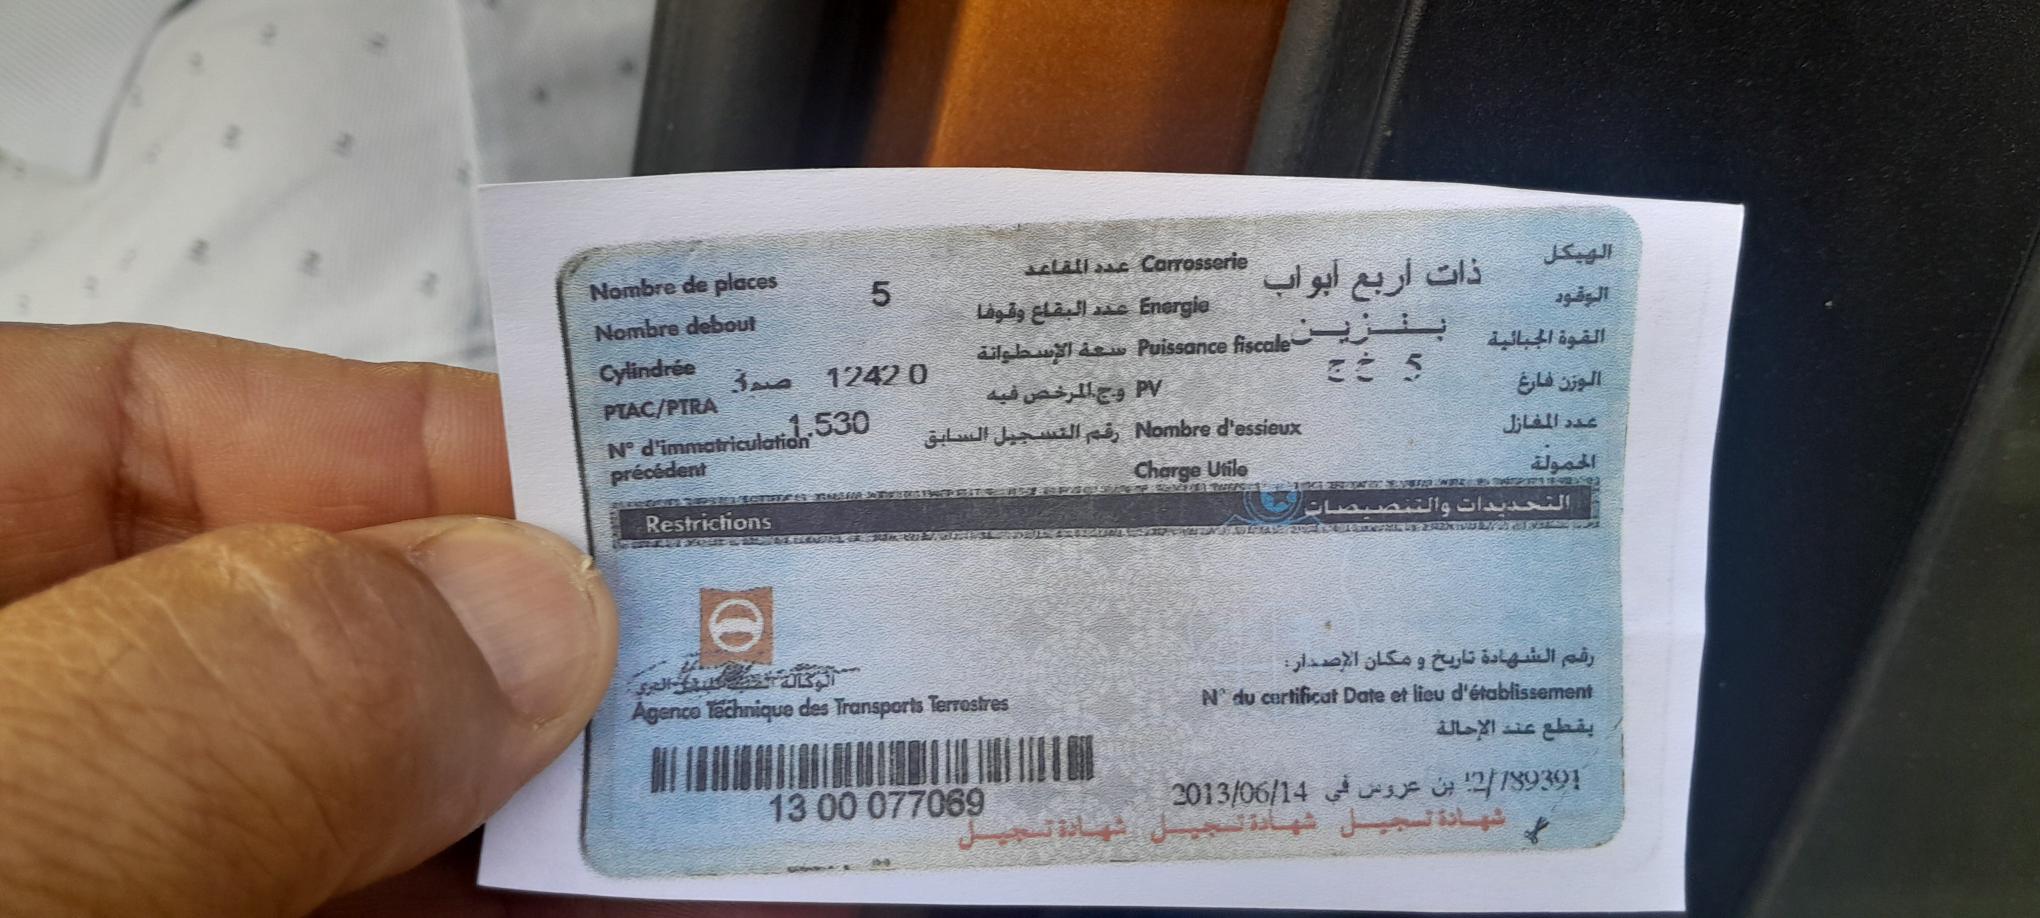 Nombre de places 5 عدد المقاعد Carrosserie ذات أربع أبواب الهيكل
Nombre debout عدد البقاع وقوفا Energie بنزين الوقود
Cylindrée 12420 صم3 سعة الإسطوانة Puissance fiscale 5 خ ج القوة الجبائية
PTAC/PTRA 1.530 و.ج.المرخص فيه PV الوزن فارغ
N° d'immatriculation précédent رقم التسجيل السابق Nombre d'essieux عدد المغازل
Charge Utile الحمولة
Restrictions التحديدات والتنصيصات
رقم الشهادة تاريخ و مكان الإصدار:
Agence Technique des Transports Terrestres
N° du certificat Date et lieu d'établissement
يقطع عند الإحالة
بن عروس في 2013/06/14
13 00 077069
شهادة تسجيل شهادة تسجيل شهادة تسجيل